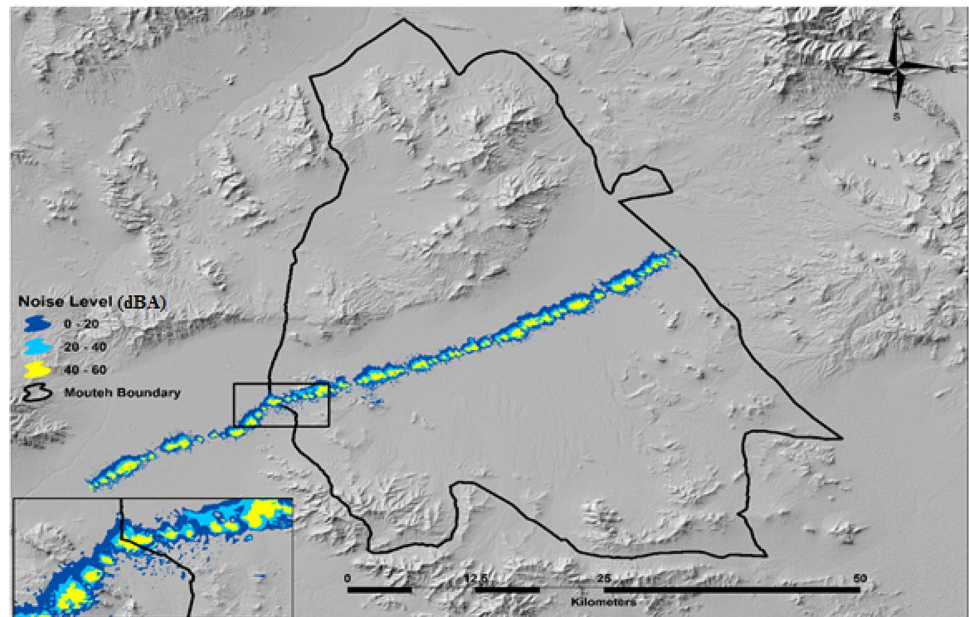 S
Noise Level (dBA)
0 - 20
20 - 40
40 - 60
Mouteh Boundary
0 12.5 25 50
Kilometers